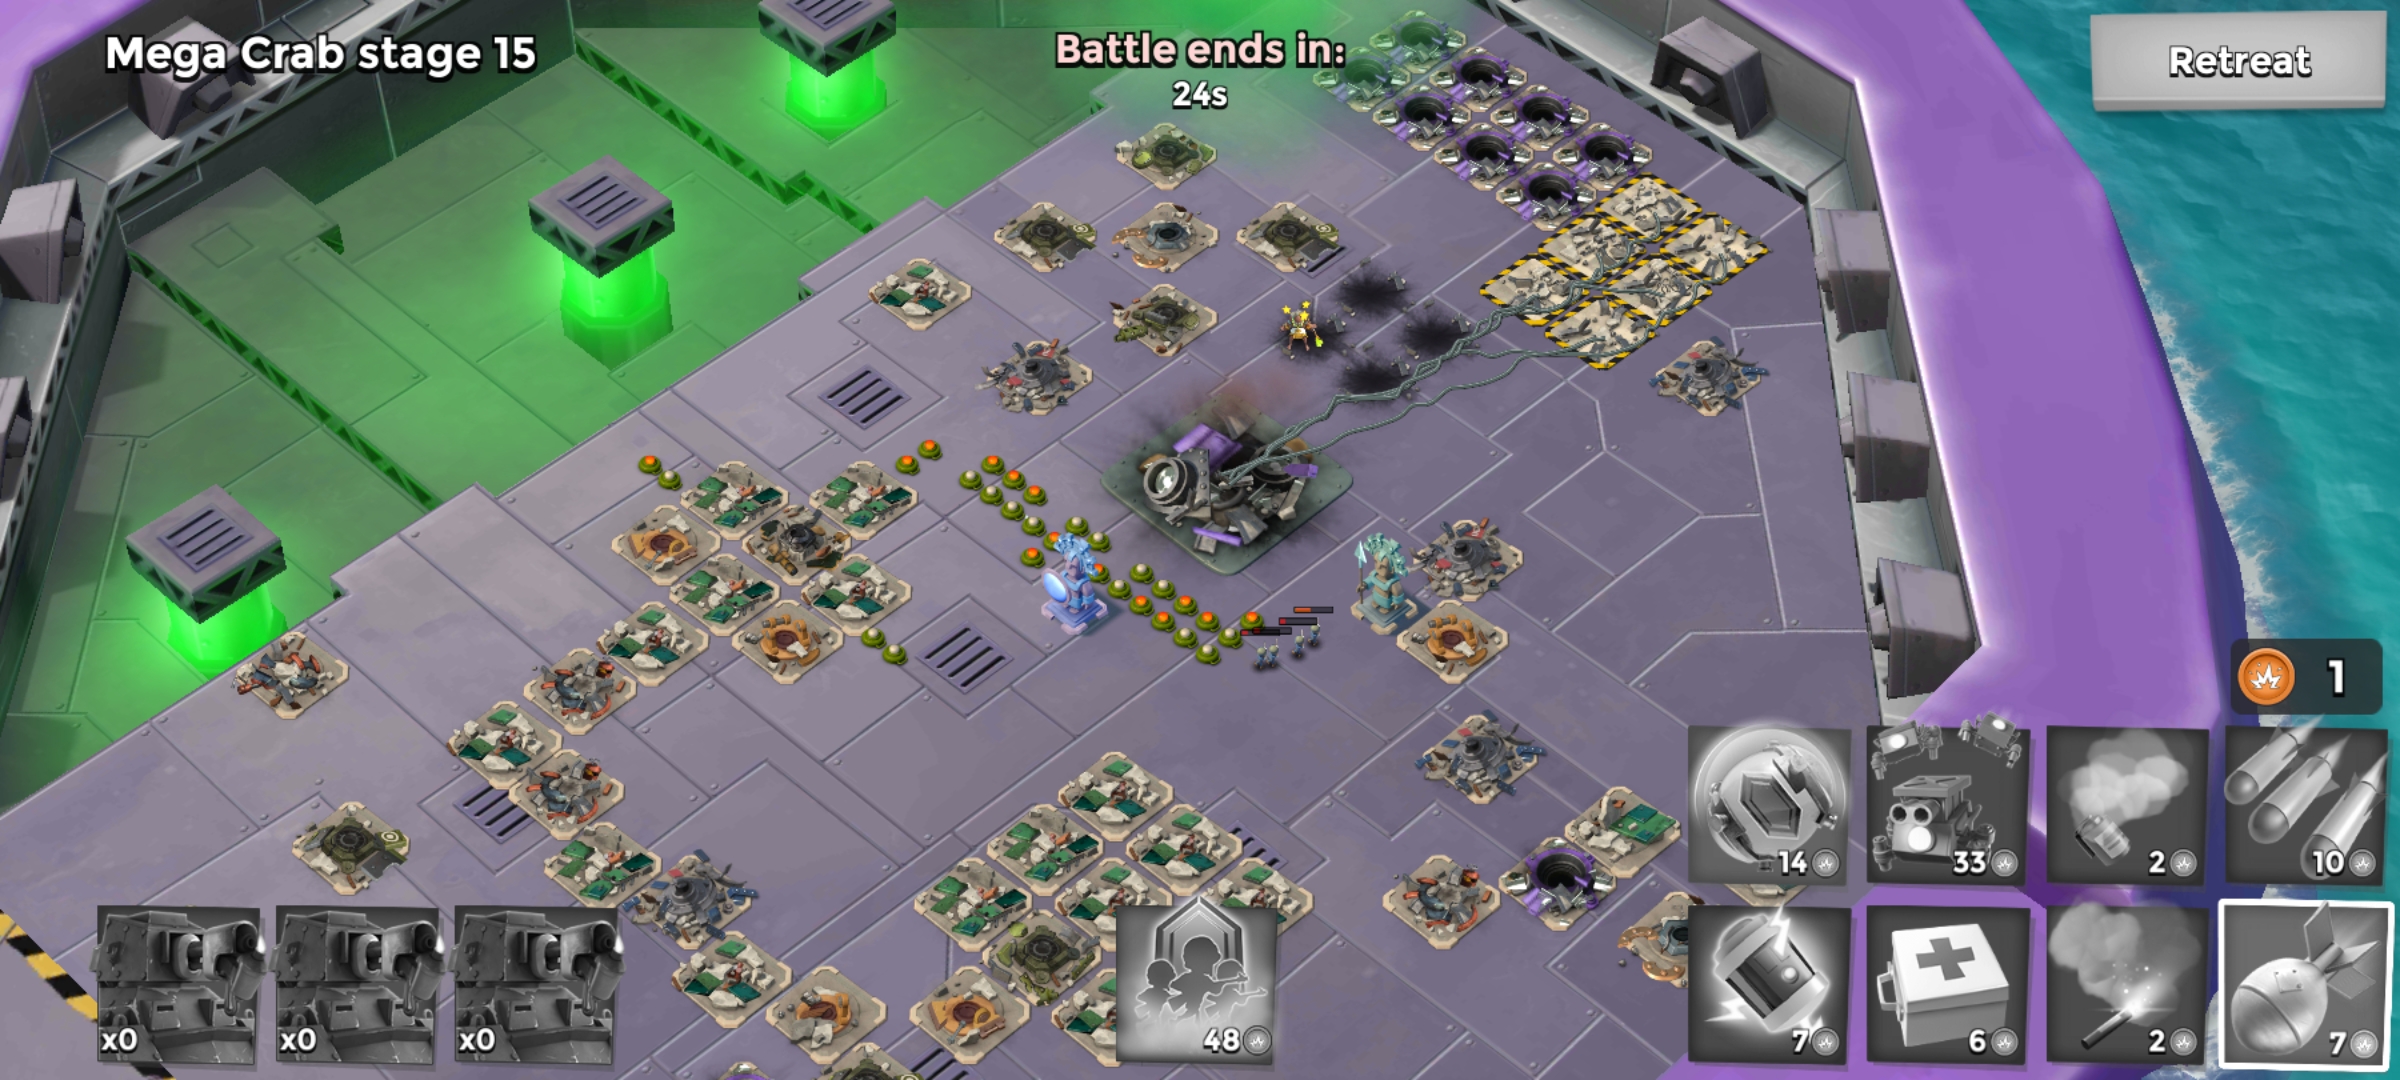 Mega Crab stage 15
Battle ends in:
24s
Retreat
1
14
33
2
10
x0
x0
x0
48
7
6
2
7